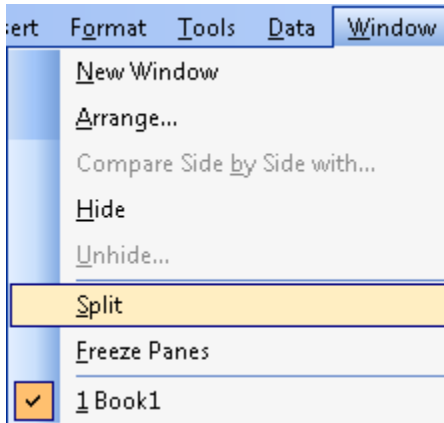 ert Format Tools Data Window
New Window
Arrange...
Compare Side by Side with...
Hide
Unhide...
Split
Freeze Panes
1 Book1